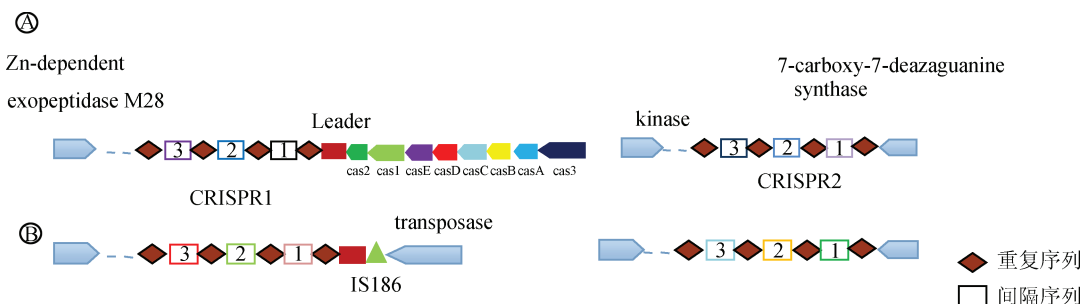 A
Zn-dependent
exopeptidase M28
7-carboxy-7-deazaguanine
synthase
kinase
Leader
3 2 1
cas2 cas1 casE casD casC casB casA cas3
3 2 1
CRISPR1
CRISPR2
B
transposase
3 2 1
IS186
3 2 1
重复序列
间隔序列